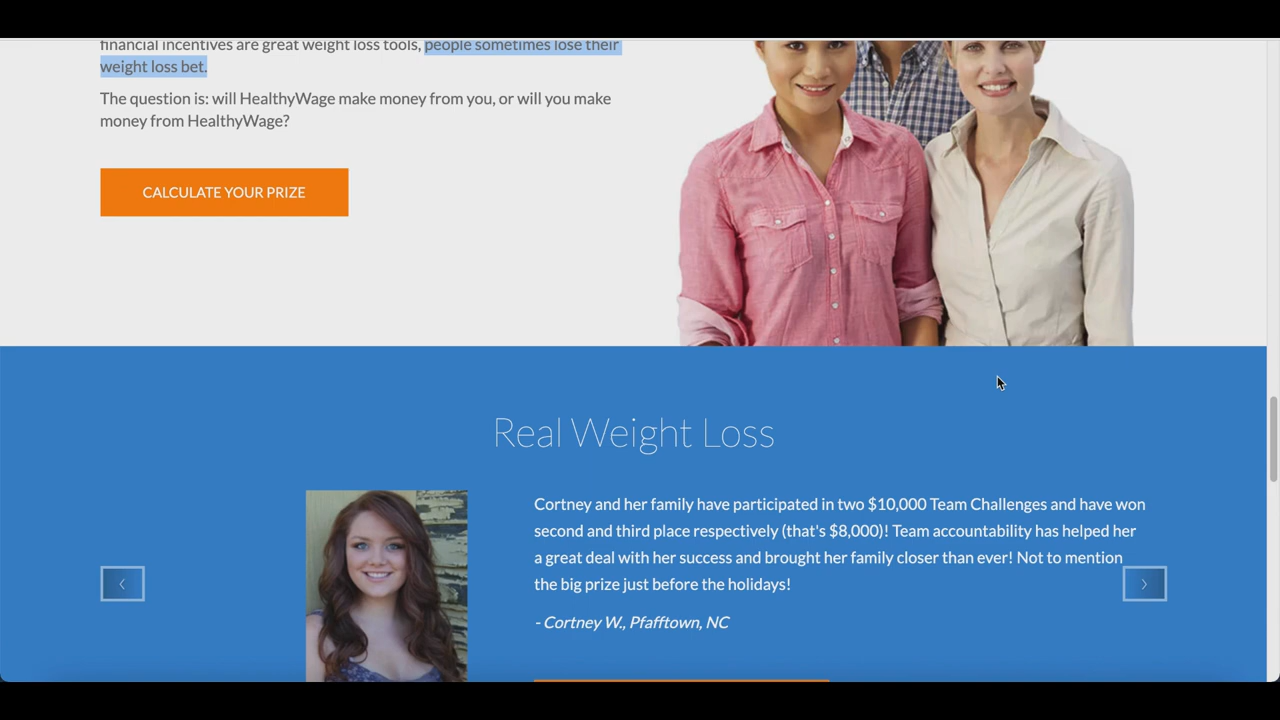 financial incentives are great weight loss tools, people sometimes lose their
weight loss bet.
The question is: will HealthyWage make money from you, or will you make
money from HealthyWage?
CALCULATE YOUR PRIZE
Real Weight Loss
Cortney and her family have participated in two $10,000 Team Challenges and have won
second and third place respectively (that's $8,000)! Team accountability has helped her
a great deal with her success and brought her family closer than ever! Not to mention
the big prize just before the holidays!
- Cortney W., Pfafftown, NC